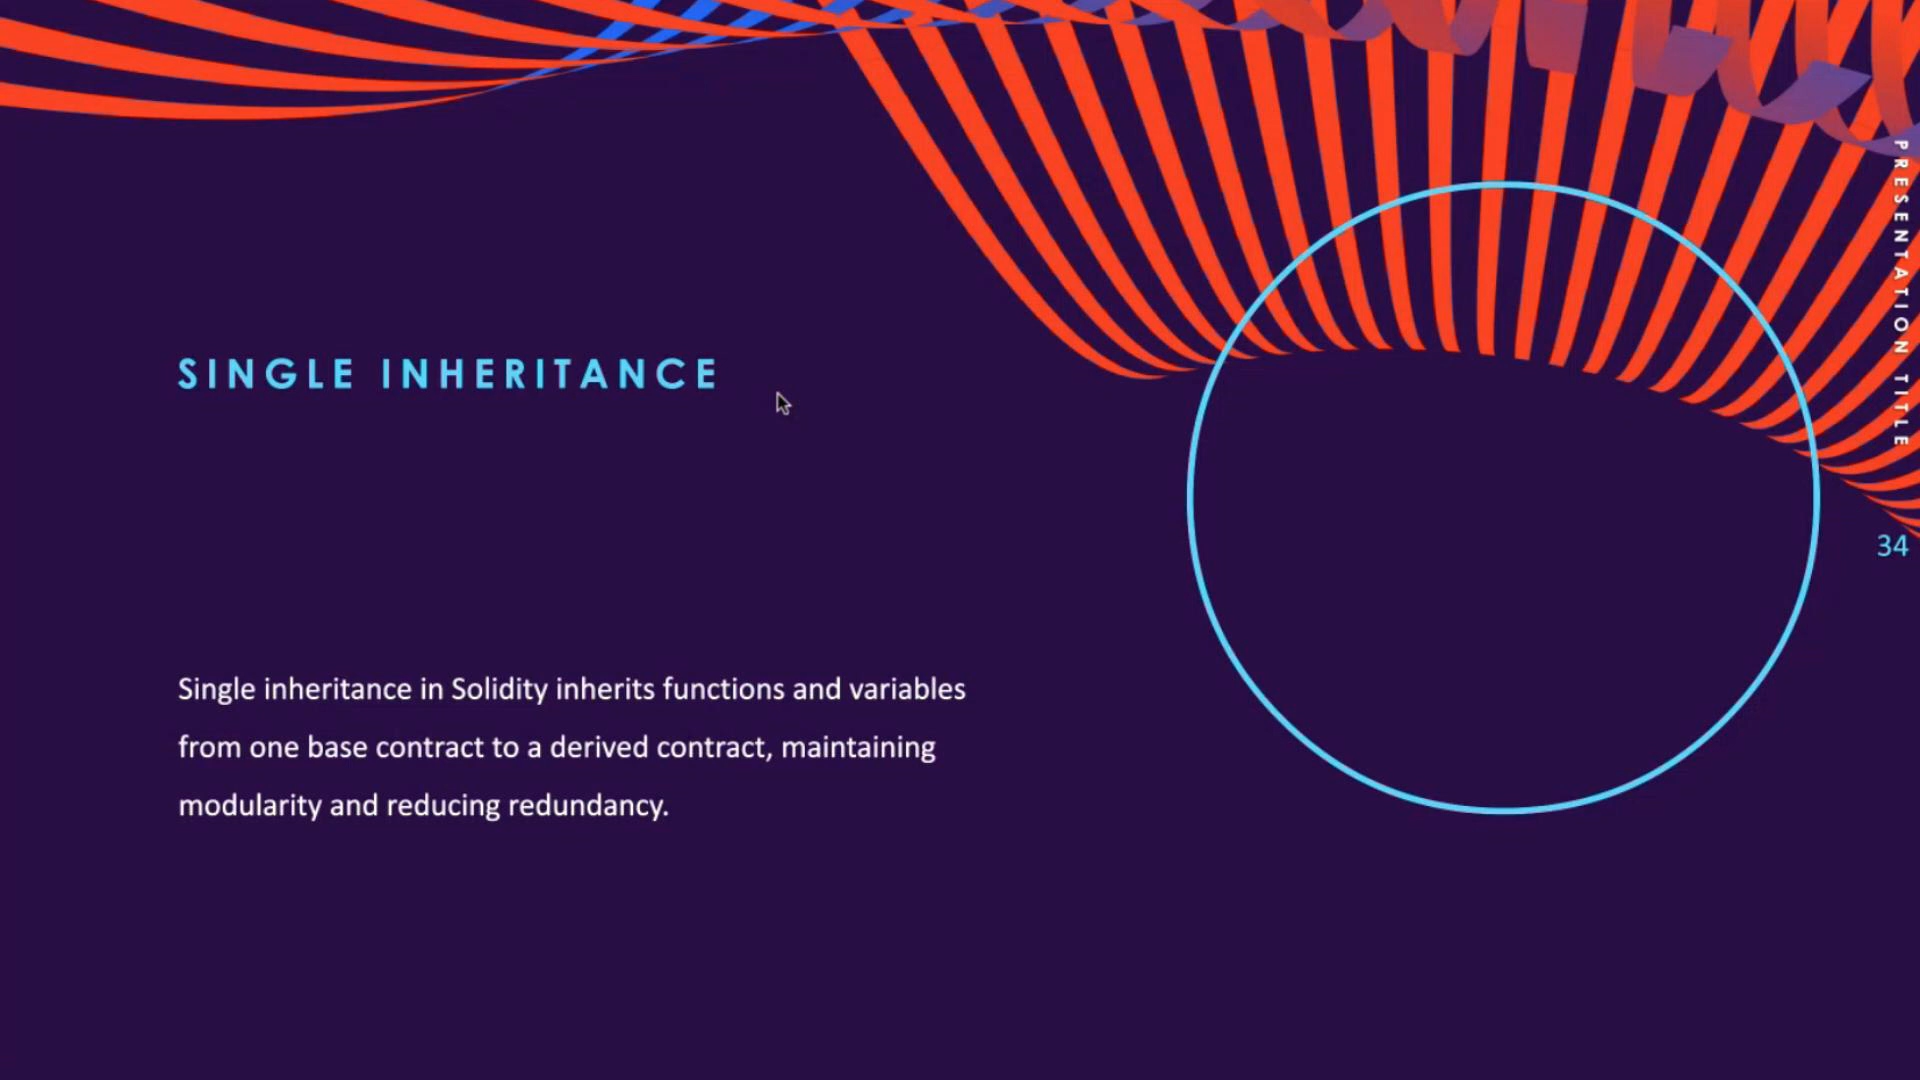 SINGLE INHERITANCE
Single inheritance in Solidity inherits functions and variables
from one base contract to a derived contract, maintaining
modularity and reducing redundancy.
PRESENTATION TITLE
34